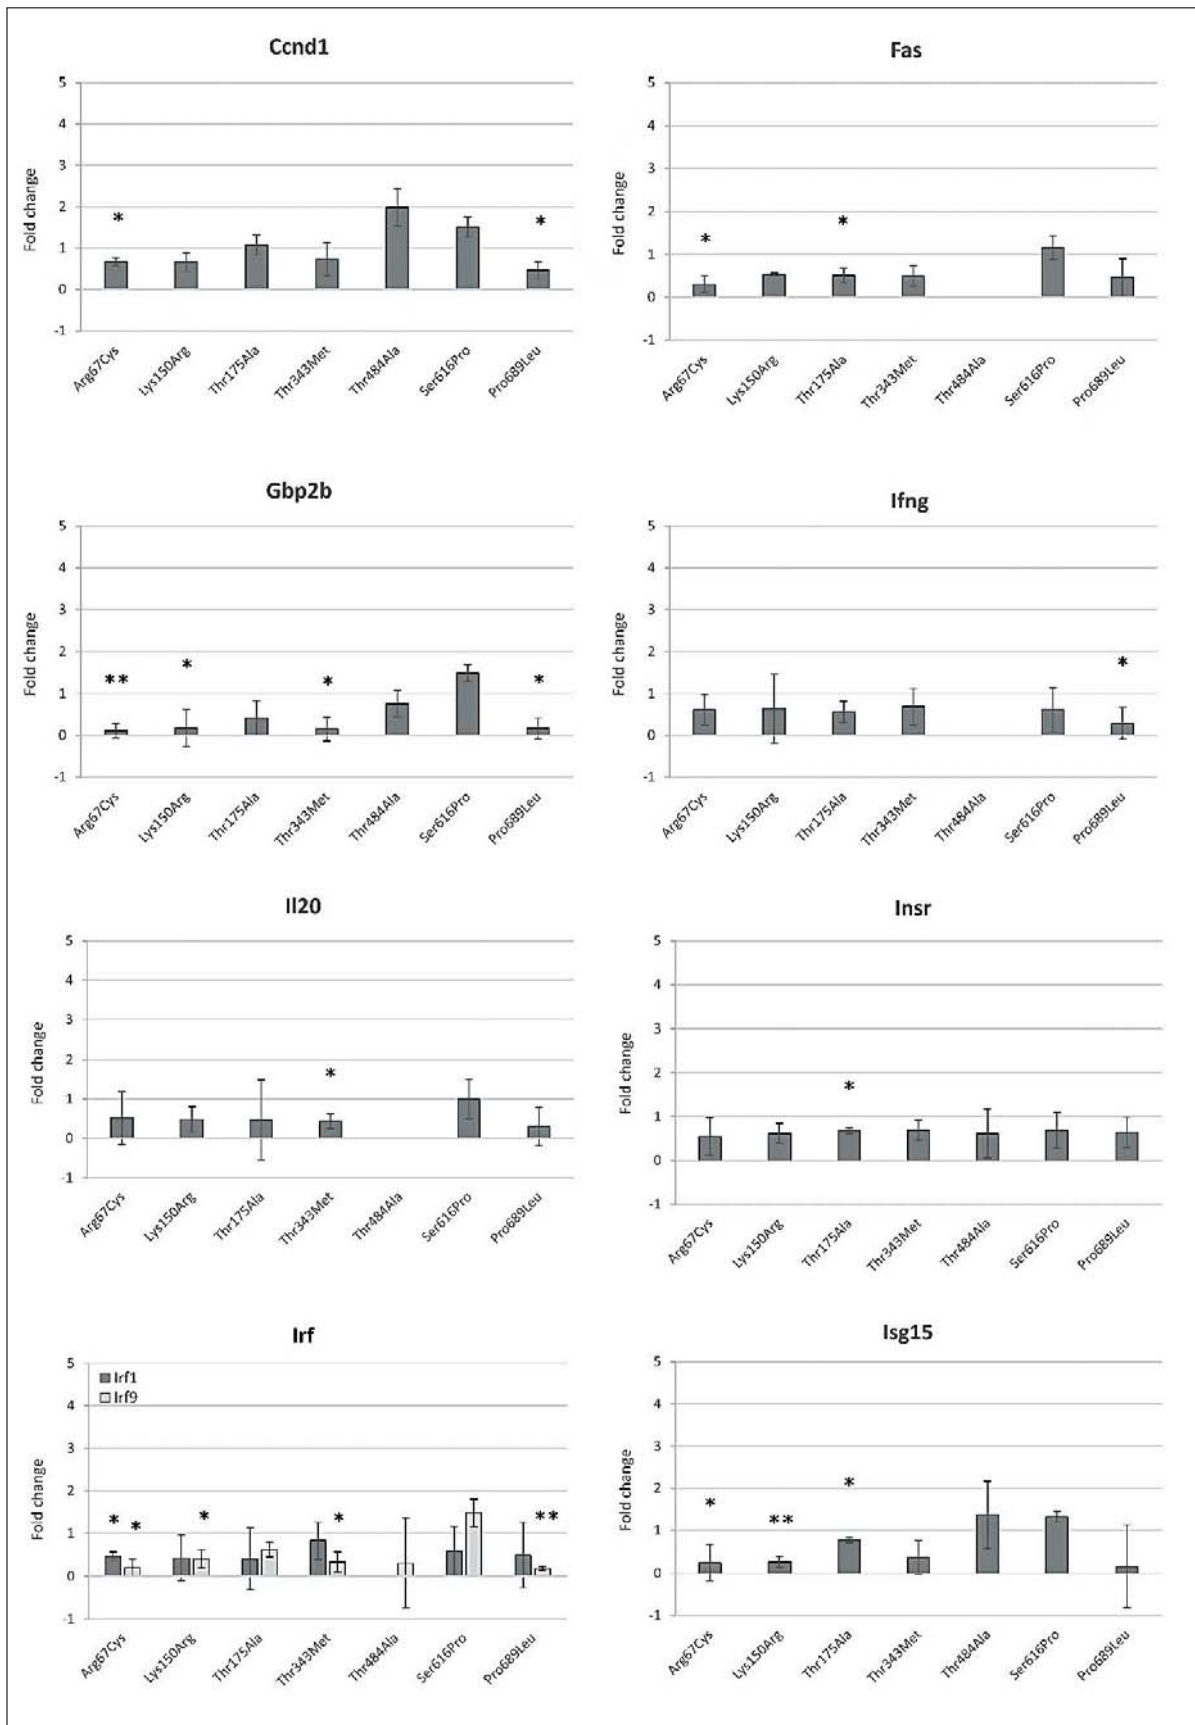 Ccnd1
Fold change
5
4
3
2
1
0
-1
*
*
Arg67Cys
Lys150Arg
Thr175Ala
Thr343Met
Thr484Ala
Ser616Pro
Pro689Leu
Fas
Fold change
5
4
3
2
1
0
-1
*
*
Arg67Cys
Lys150Arg
Thr175Ala
Thr343Met
Thr484Ala
Ser616Pro
Pro689Leu
Gbp2b
Fold change
5
4
3
2
1
0
-1
**
*
*
*
Arg67Cys
Lys150Arg
Thr175Ala
Thr343Met
Thr484Ala
Ser616Pro
Pro689Leu
Ifng
Fold change
5
4
3
2
1
0
-1
*
Arg67Cys
Lys150Arg
Thr175Ala
Thr343Met
Thr484Ala
Ser616Pro
Pro689Leu
Il20
Fold change
5
4
3
2
1
0
-1
*
Arg67Cys
Lys150Arg
Thr175Ala
Thr343Met
Thr484Ala
Ser616Pro
Pro689Leu
Insr
Fold change
5
4
3
2
1
0
-1
*
Arg67Cys
Lys150Arg
Thr175Ala
Thr343Met
Thr484Ala
Ser616Pro
Pro689Leu
Irf
Irf1
Irf9
Fold change
5
4
3
2
1
0
-1
*
*
*
*
**
Arg67Cys
Lys150Arg
Thr175Ala
Thr343Met
Thr484Ala
Ser616Pro
Pro689Leu
Isg15
Fold change
5
4
3
2
1
0
-1
*
**
*
Arg67Cys
Lys150Arg
Thr175Ala
Thr343Met
Thr484Ala
Ser616Pro
Pro689Leu